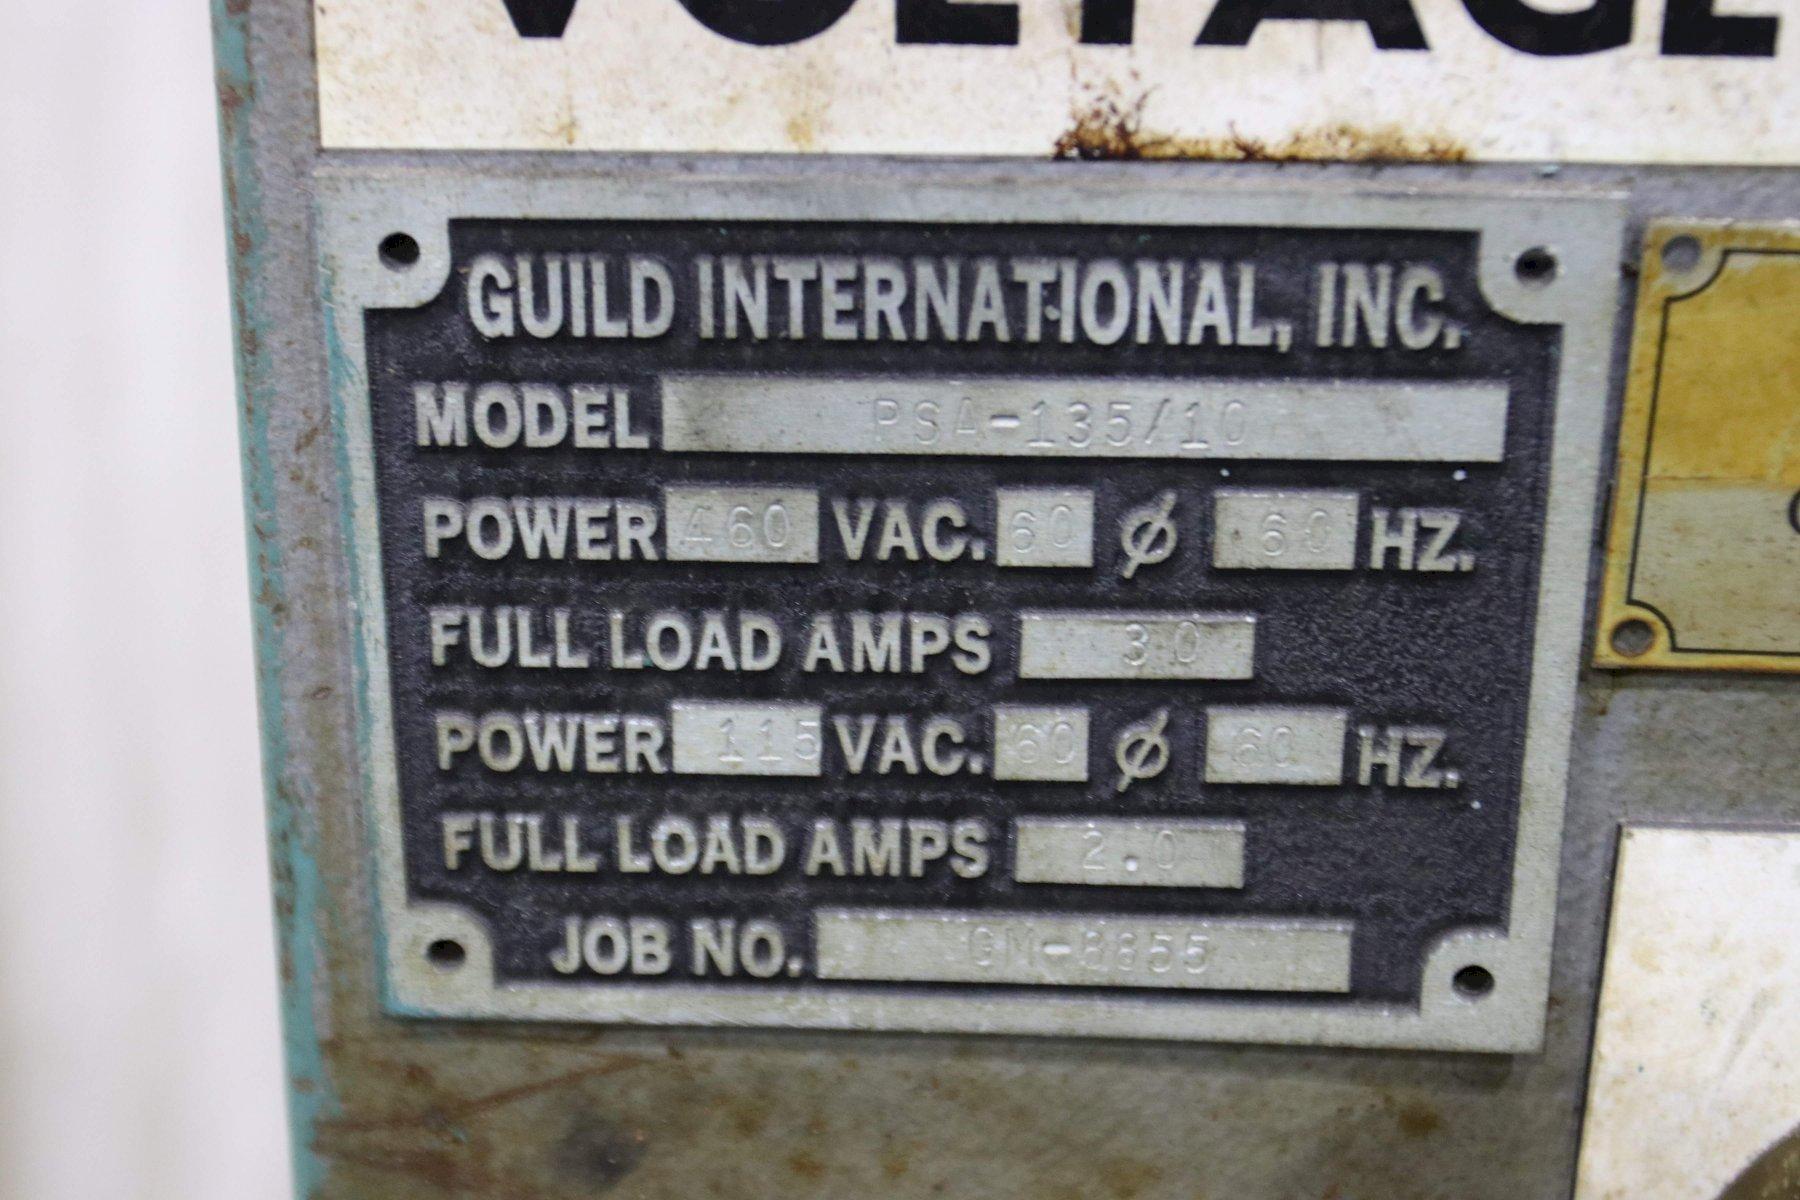 VOLTAGE
GUILD INTERNATIONAL, INC.
MODEL PSA-135/10
POWER 460 VAC. 60 Ø 60 HZ.
FULL LOAD AMPS 30
POWER 115 VAC. 60 Ø 60 HZ.
FULL LOAD AMPS 2.0
JOB NO. GM-8855